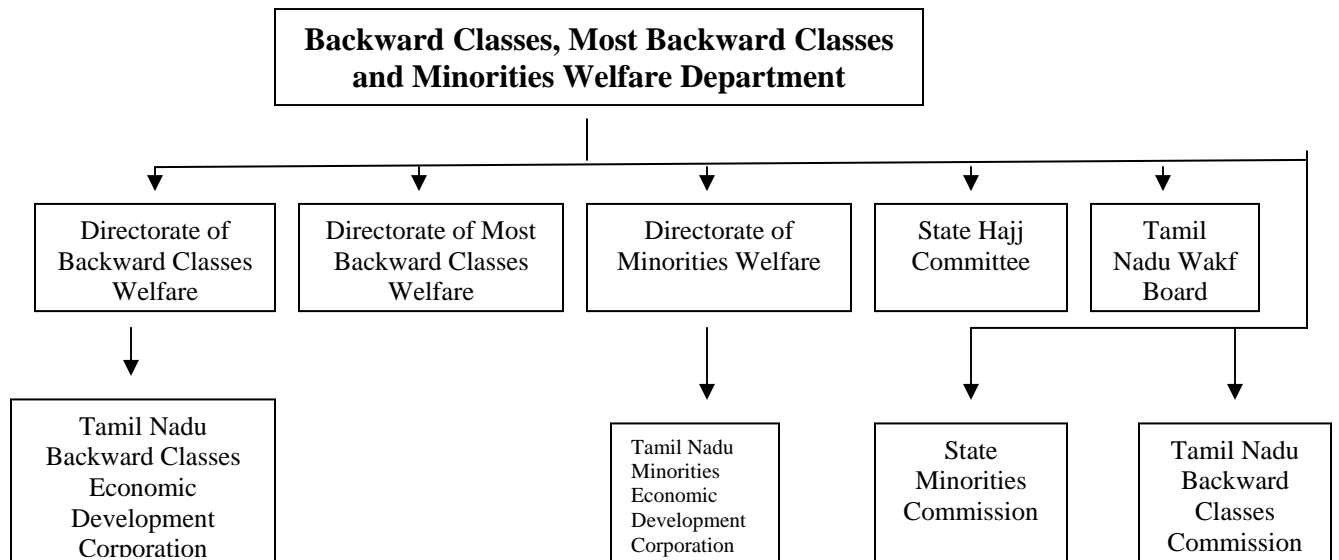 Backward Classes, Most Backward Classes
and Minorities Welfare Department
Directorate of
Backward Classes
Welfare
Directorate of Most
Backward Classes
Welfare
Directorate of
Minorities Welfare
State Hajj
Committee
Tamil
Nadu Wakf
Board
Tamil Nadu
Backward Classes
Economic
Development
Corporation
Tamil Nadu
Minorities
Economic
Development
Corporation
State
Minorities
Commission
Tamil Nadu
Backward
Classes
Commission